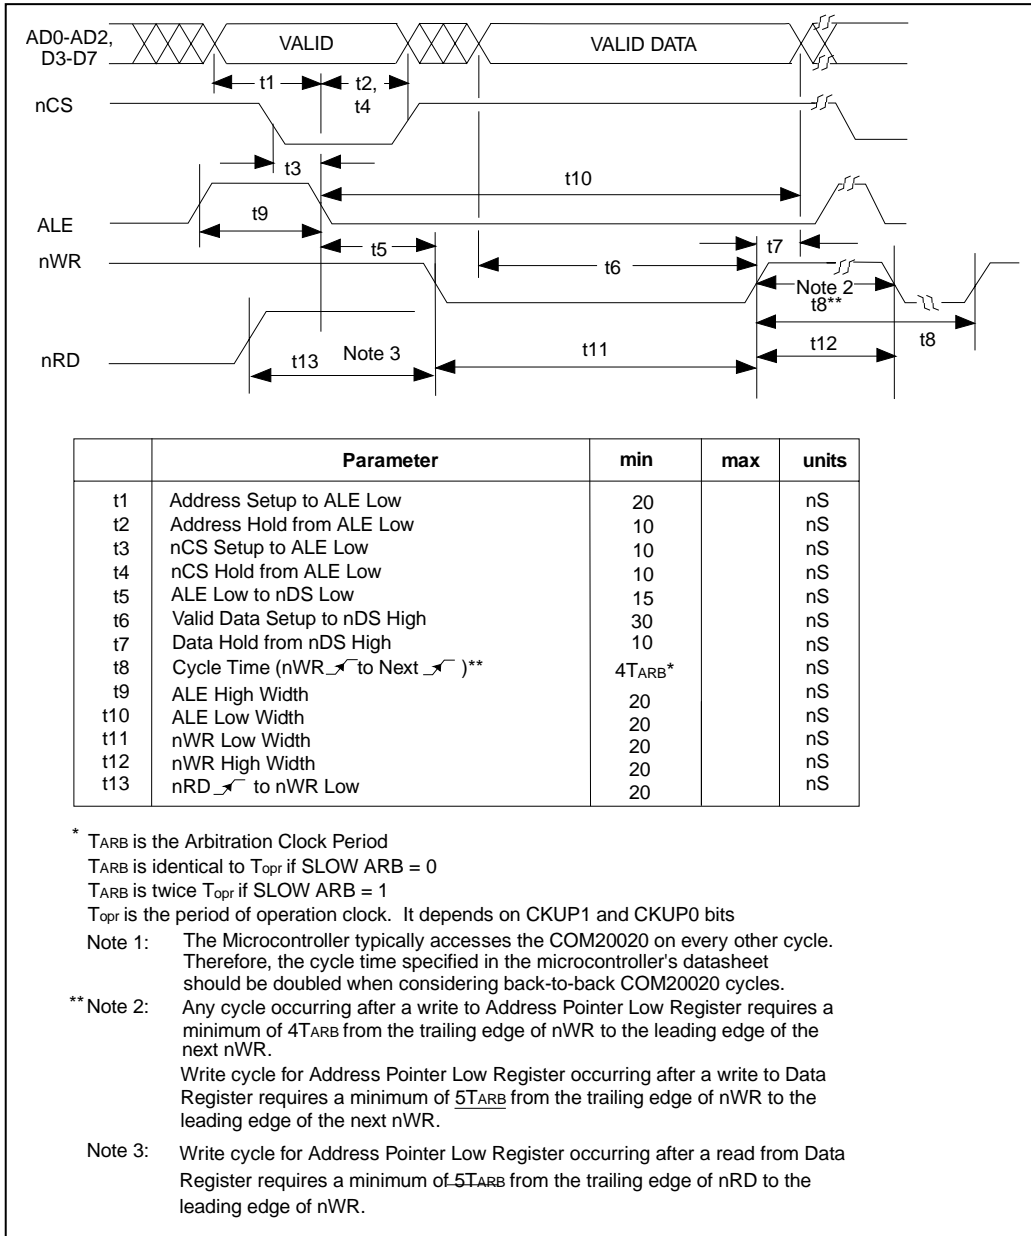 AD0-AD2,
D3-D7
VALID
VALID DATA
t1
t2,
t4
nCS
t3
t10
ALE
t9
t5
t7
nWR
t6
Note 2
t8**
nRD
t13
Note 3
t11
t12
t8
Parameter min max units
t1 Address Setup to ALE Low 20 nS
t2 Address Hold from ALE Low 10 nS
t3 nCS Setup to ALE Low 10 nS
t4 nCS Hold from ALE Low 10 nS
t5 ALE Low to nDS Low 15 nS
t6 Valid Data Setup to nDS High 30 nS
t7 Data Hold from nDS High 10 nS
t8 Cycle Time (nWR to Next )** 4TARB* nS
t9 ALE High Width 20 nS
t10 ALE Low Width 20 nS
t11 nWR Low Width 20 nS
t12 nWR High Width 20 nS
t13 nRD to nWR Low 20 nS
* TARB is the Arbitration Clock Period
TARB is identical to Topr if SLOW ARB = 0
TARB is twice Topr if SLOW ARB = 1
Topr is the period of operation clock. It depends on CKUP1 and CKUP0 bits
Note 1: The Microcontroller typically accesses the COM20020 on every other cycle.
Therefore, the cycle time specified in the microcontroller's datasheet
should be doubled when considering back-to-back COM20020 cycles.
**Note 2: Any cycle occurring after a write to Address Pointer Low Register requires a
minimum of 4TARB from the trailing edge of nWR to the leading edge of the
next nWR.
Write cycle for Address Pointer Low Register occurring after a write to Data
Register requires a minimum of 5TARB from the trailing edge of nWR to the
leading edge of the next nWR.
Note 3: Write cycle for Address Pointer Low Register occurring after a read from Data
Register requires a minimum of 5TARB from the trailing edge of nRD to the
leading edge of nWR.